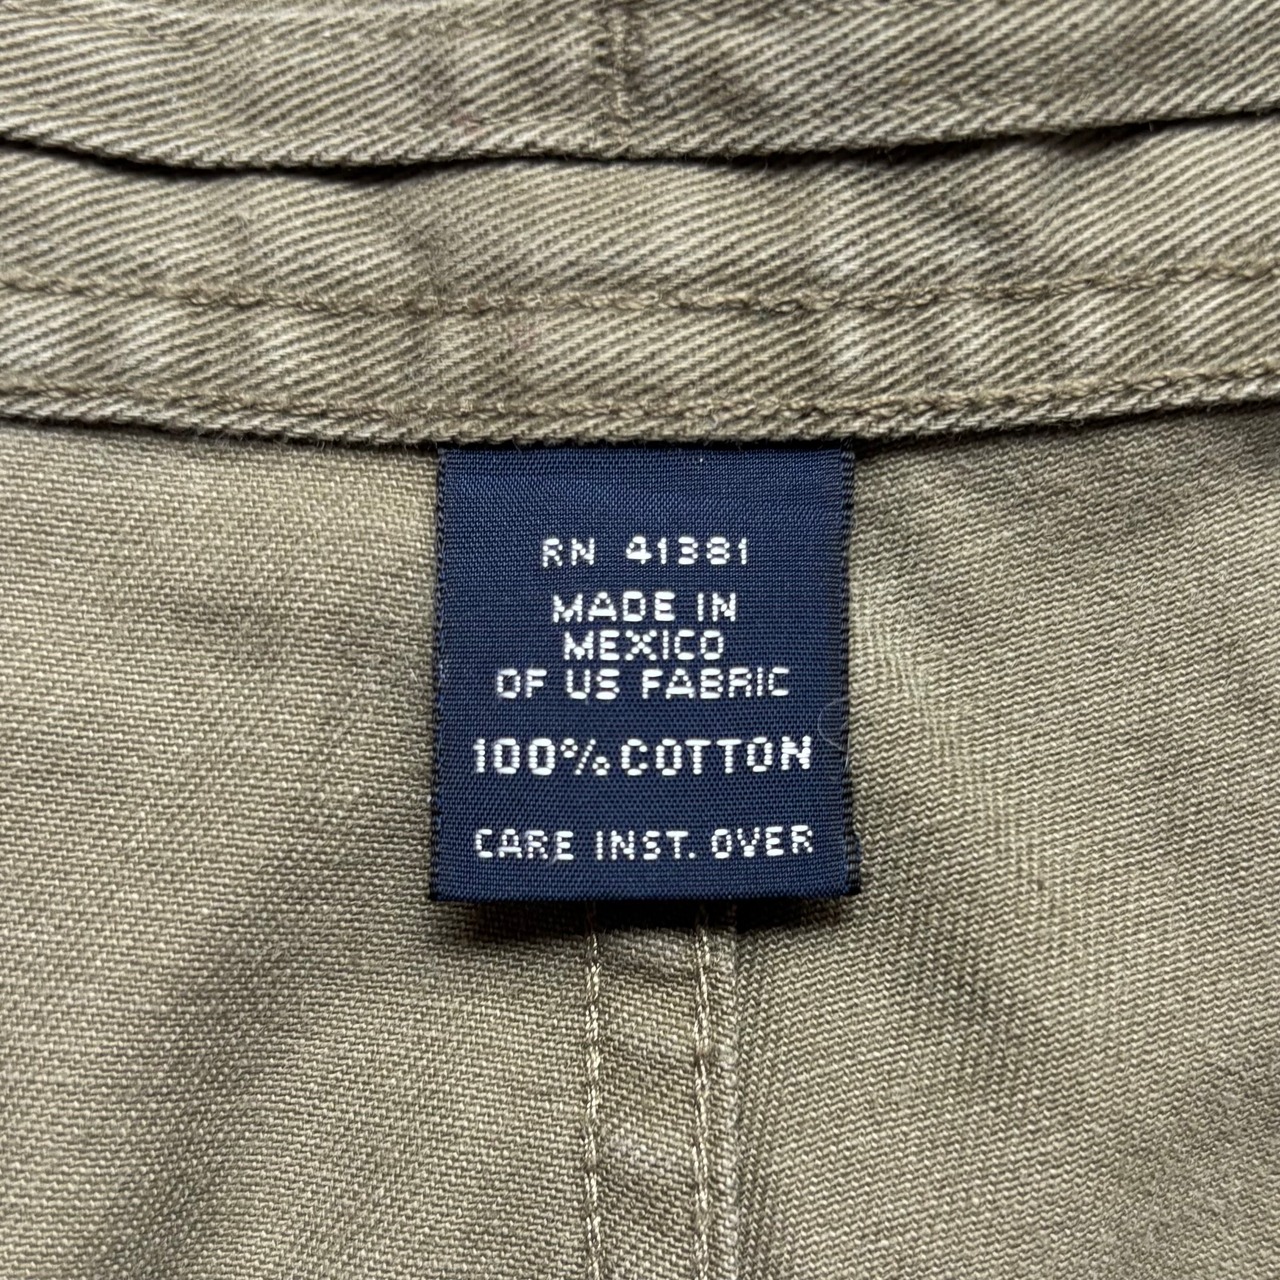 RN 41381
MADE IN
MEXICO
OF US FABRIC
100% COTTON
CARE INST. OVER